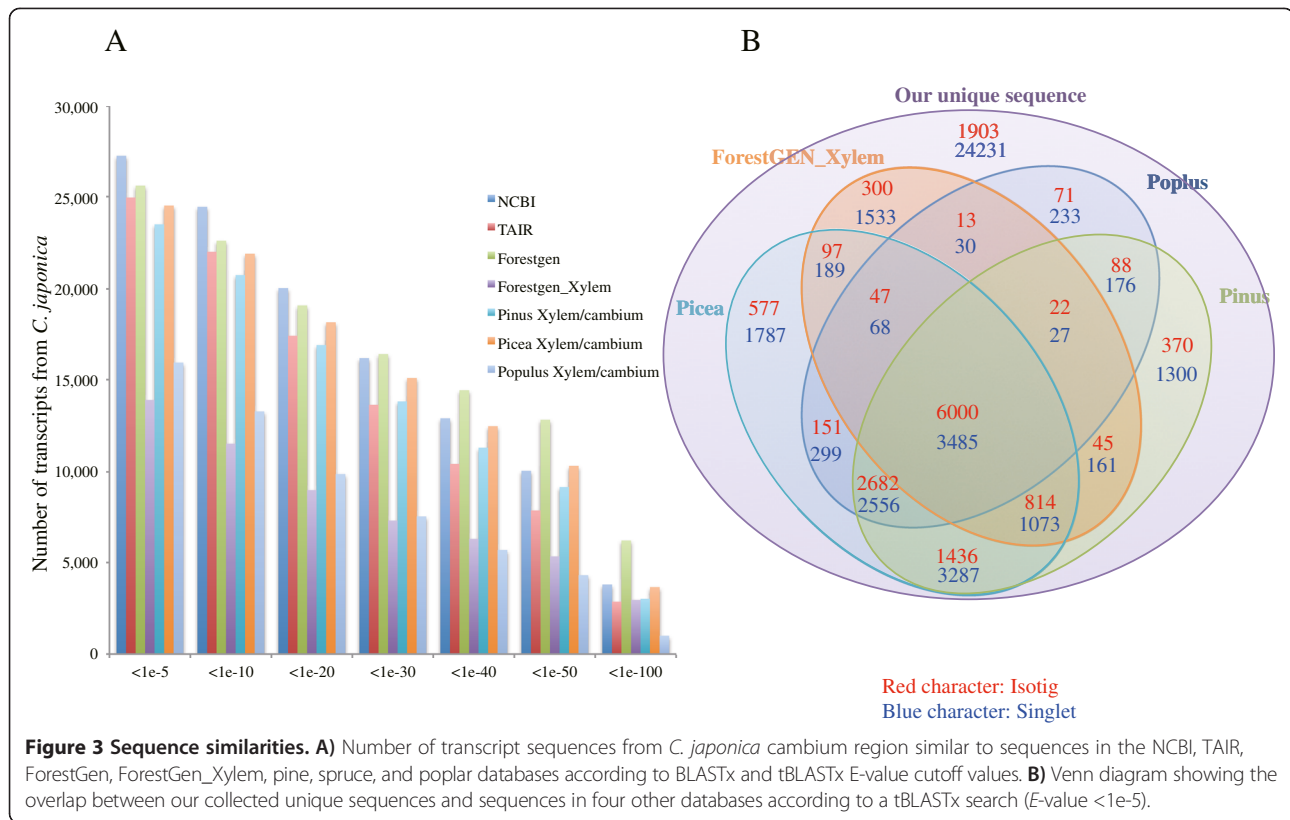 A
Number of transcripts from C. japonica
30,000
25,000
20,000
15,000
10,000
5,000
0
<1e-5
<1e-10
<1e-20
<1e-30
<1e-40
<1e-50
<1e-100
NCBI
TAIR
Forestgen
Forestgen_Xylem
Pinus Xylem/cambium
Picea Xylem/cambium
Populus Xylem/cambium
B
Our unique sequence
1903
24231
ForestGEN_Xylem
300
1533
Poplus
71
233
13
30
97
189
88
176
Pinus
Picea
577
1787
47
68
22
27
370
1300
6000
3485
151
299
45
161
2682
2556
814
1073
1436
3287
Red character: Isotig
Blue character: Singlet
Figure 3 Sequence similarities. A) Number of transcript sequences from C. japonica cambium region similar to sequences in the NCBI, TAIR,
ForestGen, ForestGen_Xylem, pine, spruce, and poplar databases according to BLASTx and tBLASTx E-value cutoff values. B) Venn diagram showing the
overlap between our collected unique sequences and sequences in four other databases according to a tBLASTx search (E-value <1e-5).